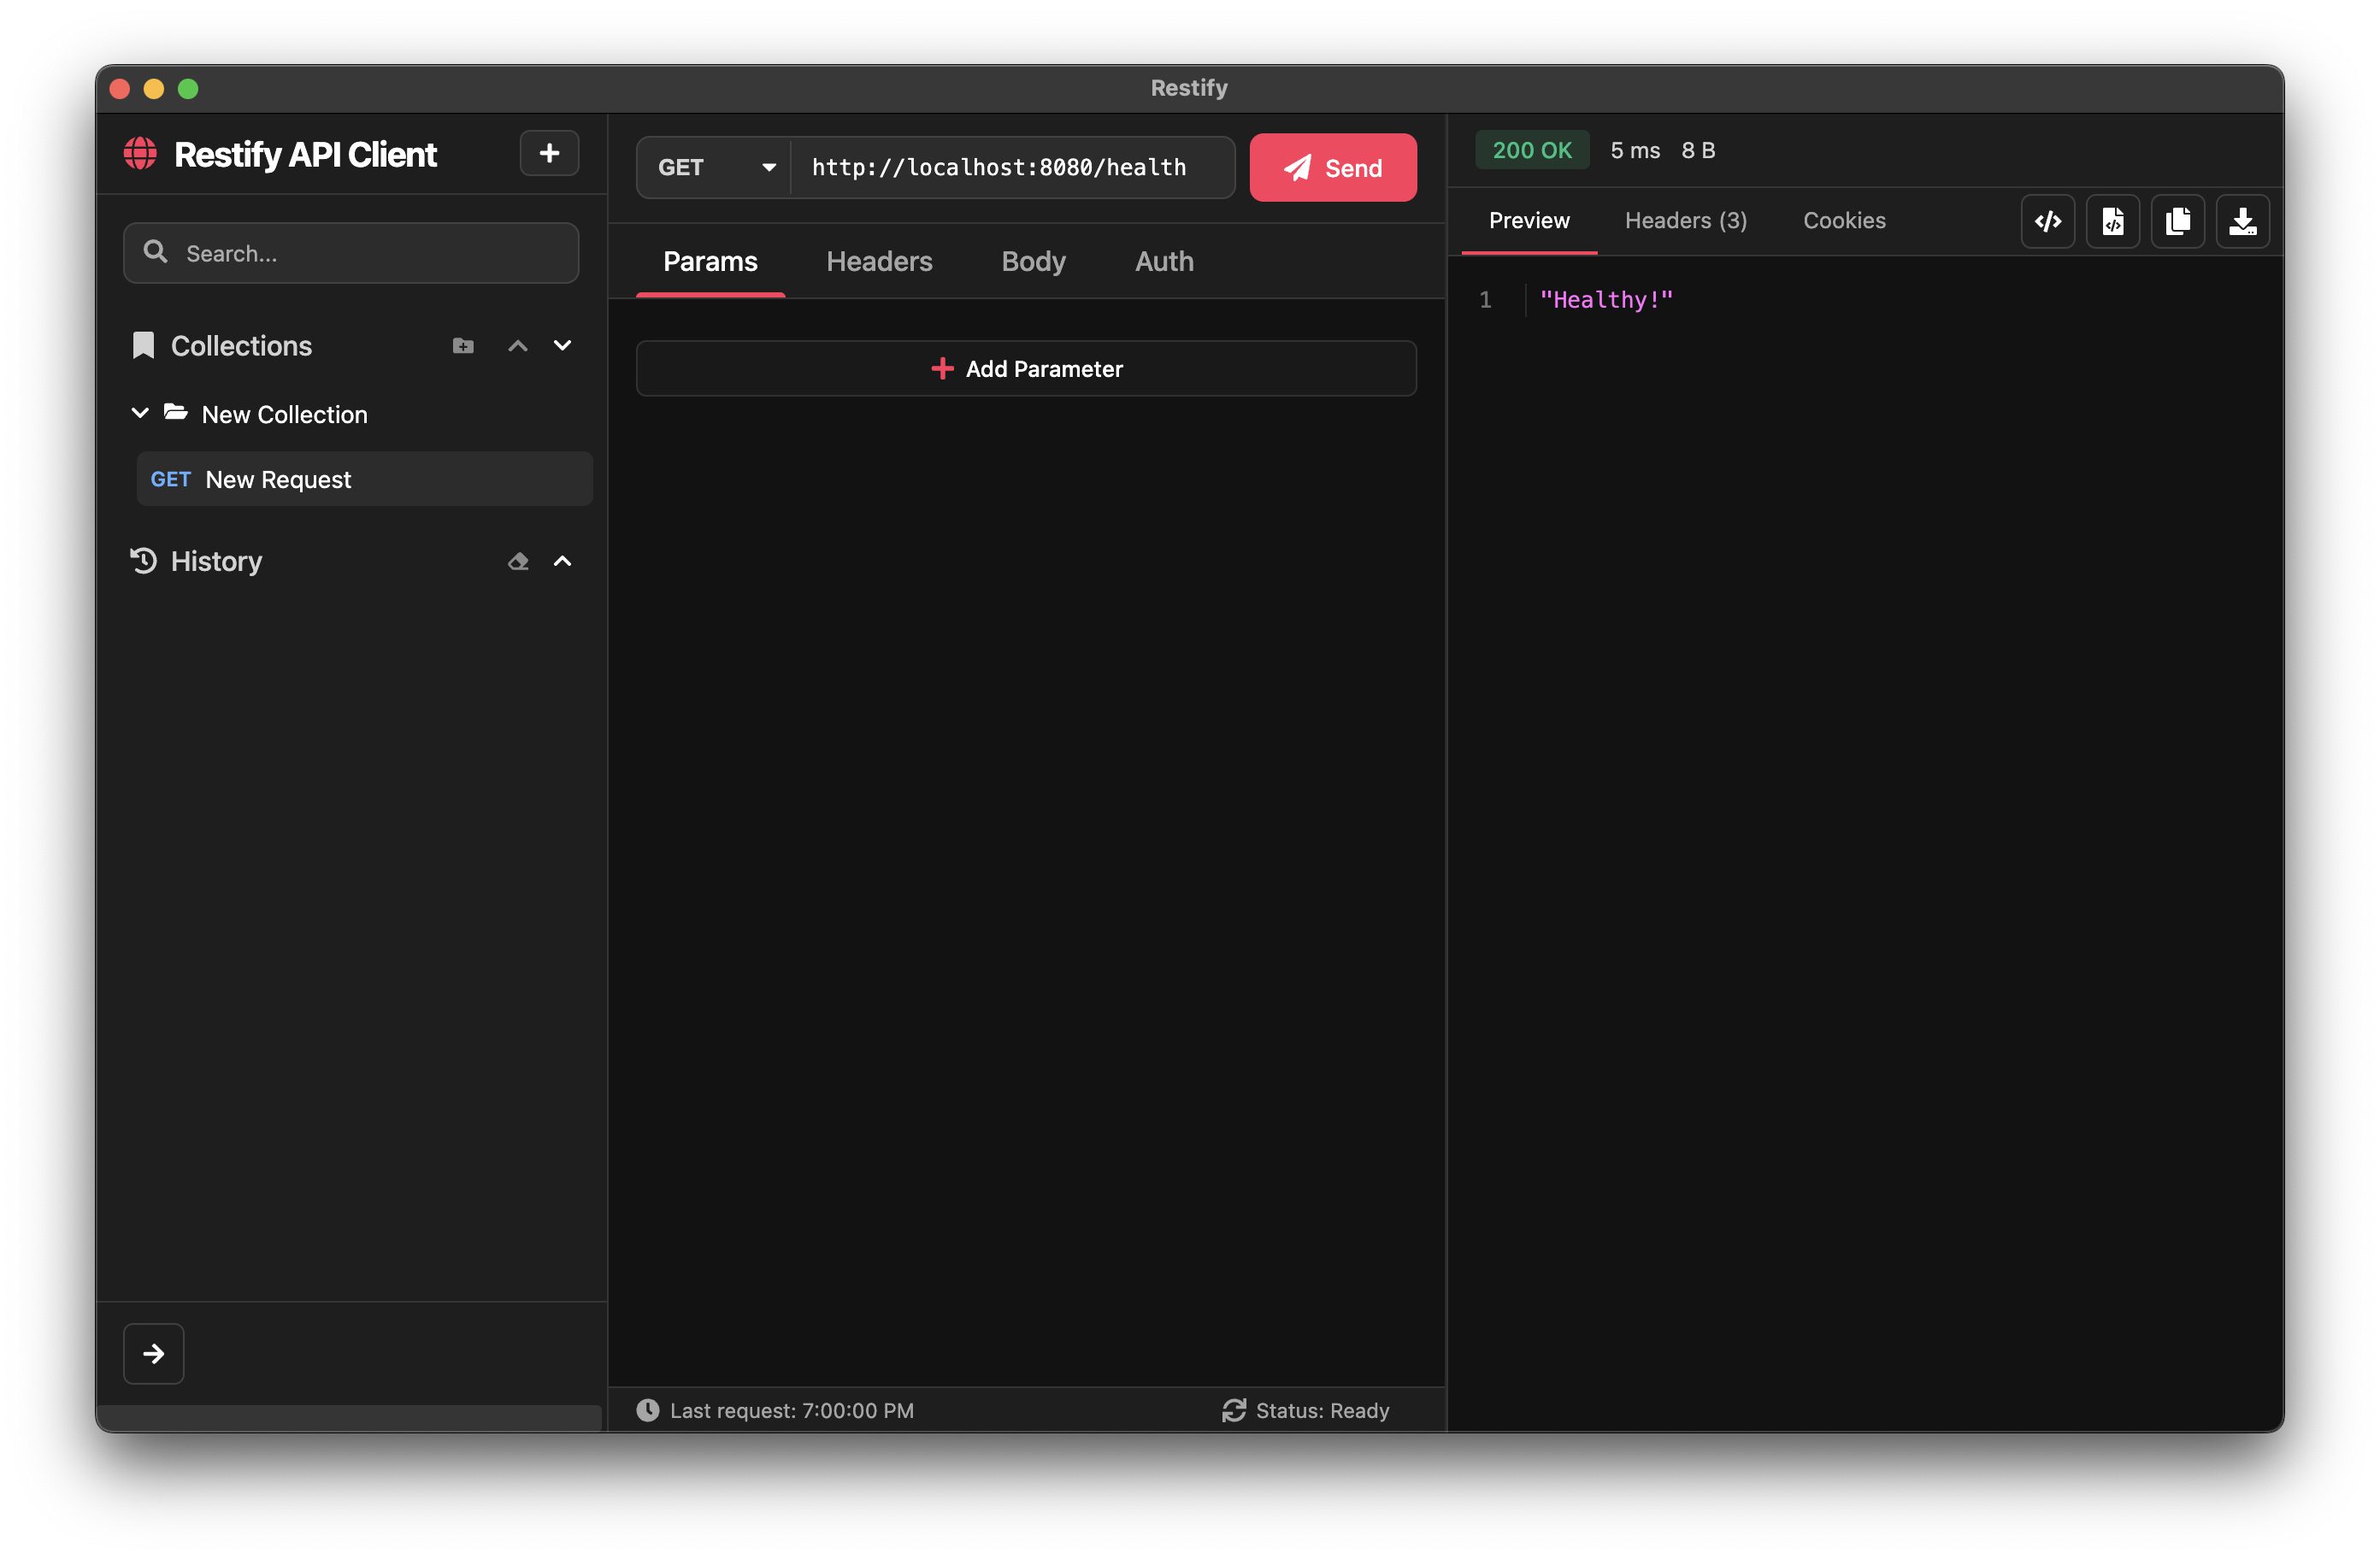 Restify
Restify API Client
Search...
Collections
New Collection
GET New Request
History
GET http://localhost:8080/health Send
Params Headers Body Auth
Add Parameter
Last request: 7:00:00 PM Status: Ready
200 OK 5 ms 8 B
Preview Headers (3) Cookies
1 "Healthy!"